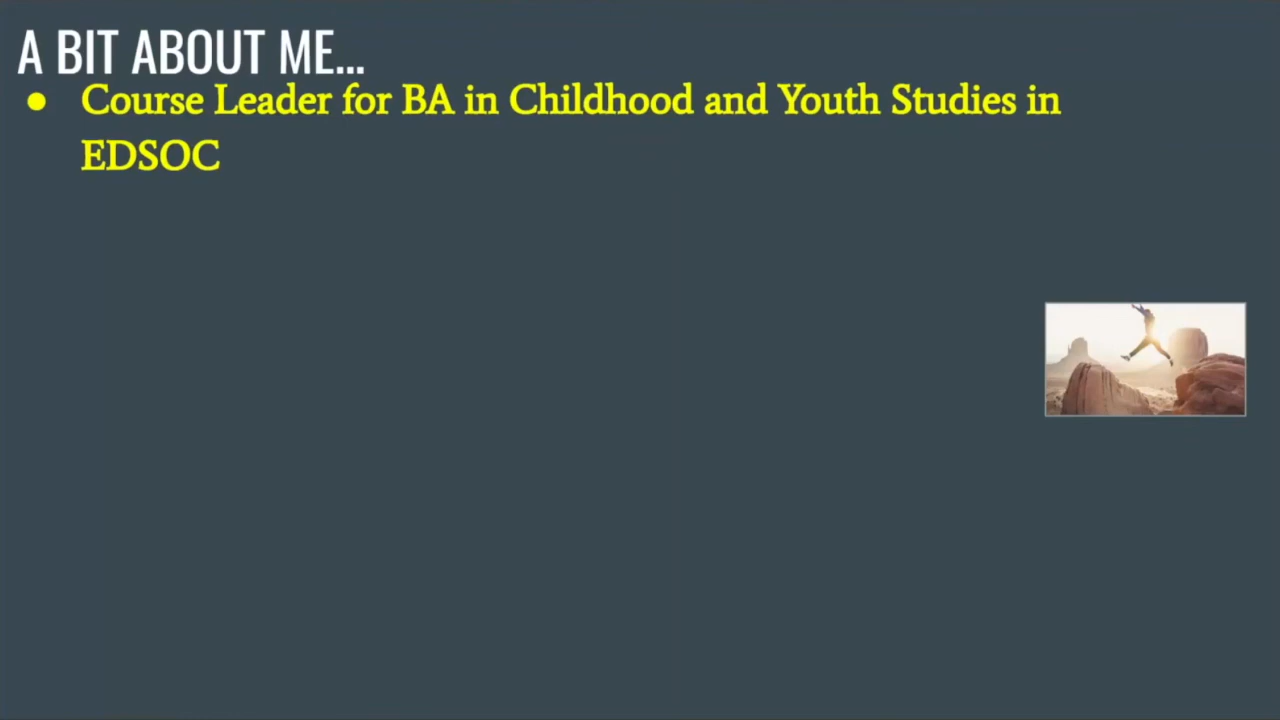 A BIT ABOUT ME...
● Course Leader for BA in Childhood and Youth Studies in
EDSOC